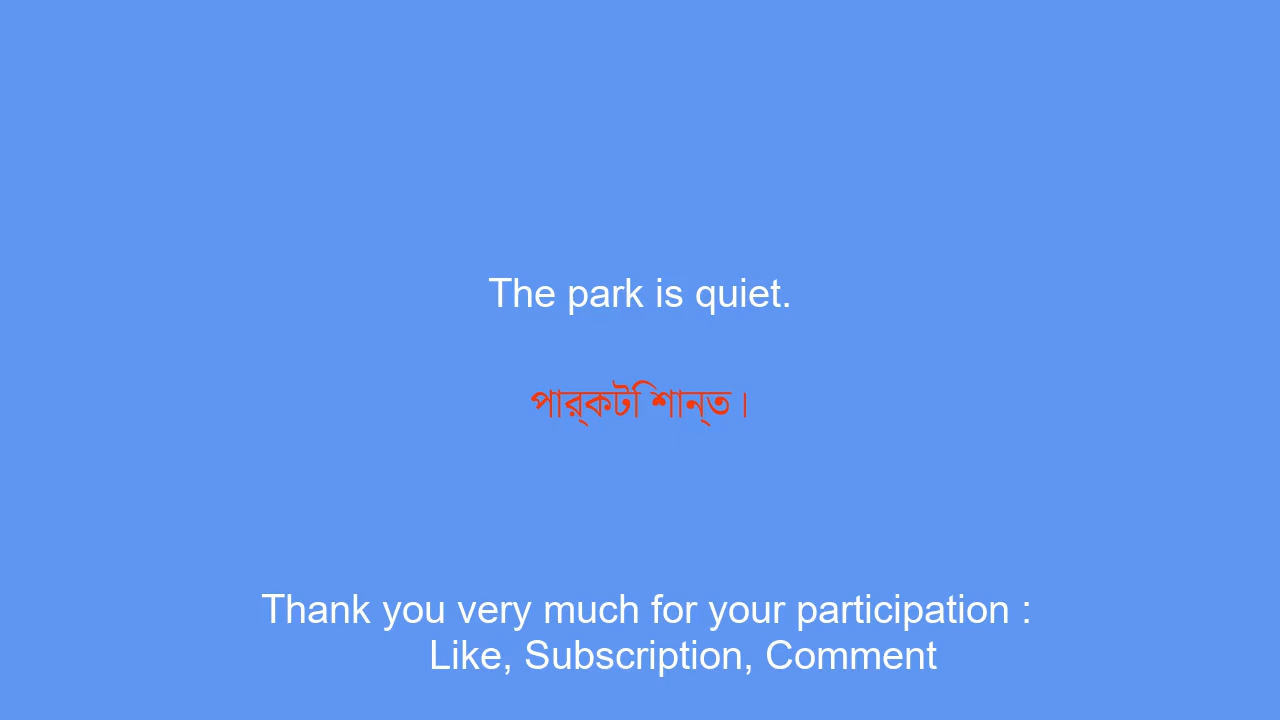 The park is quiet.
পার্কটি শান্ত।
Thank you very much for your participation :
Like, Subscription, Comment